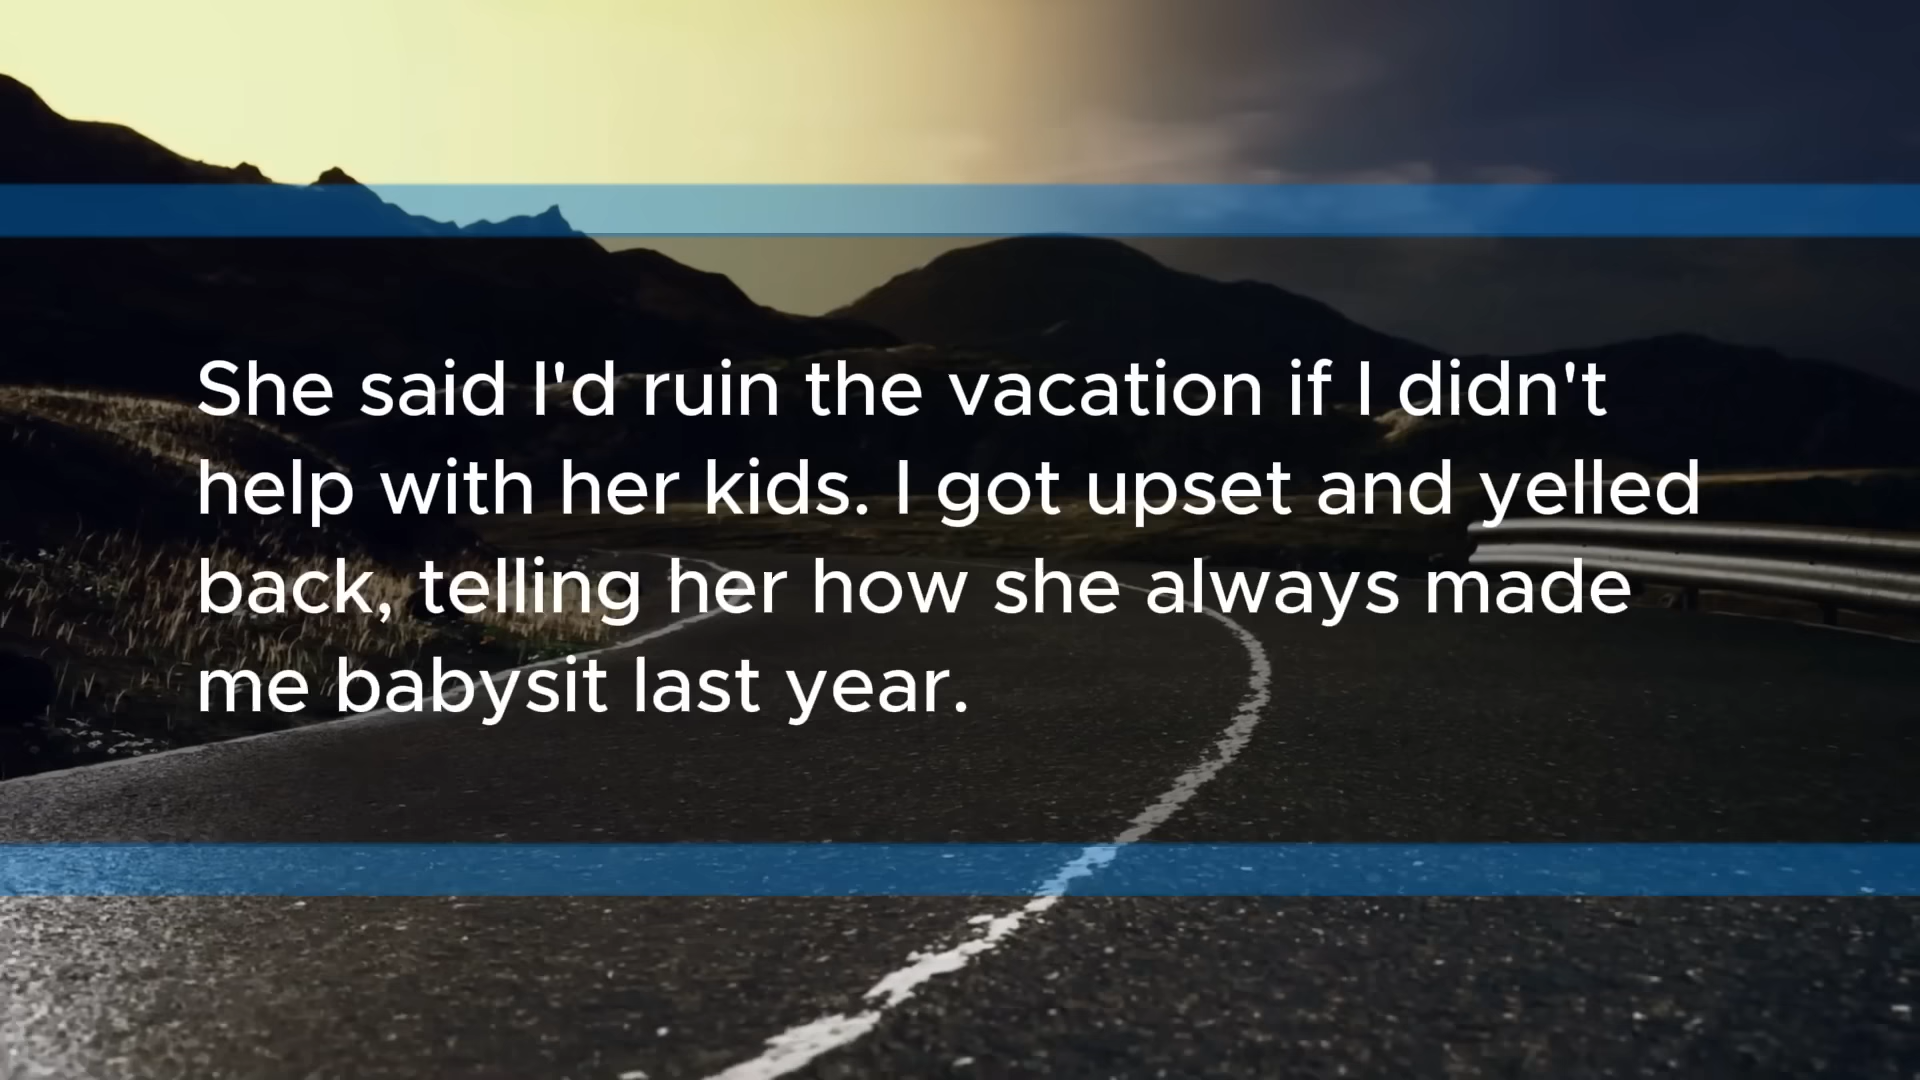 She said I'd ruin the vacation if I didn't
help with her kids. I got upset and yelled
back, telling her how she always made
me babysit last year.